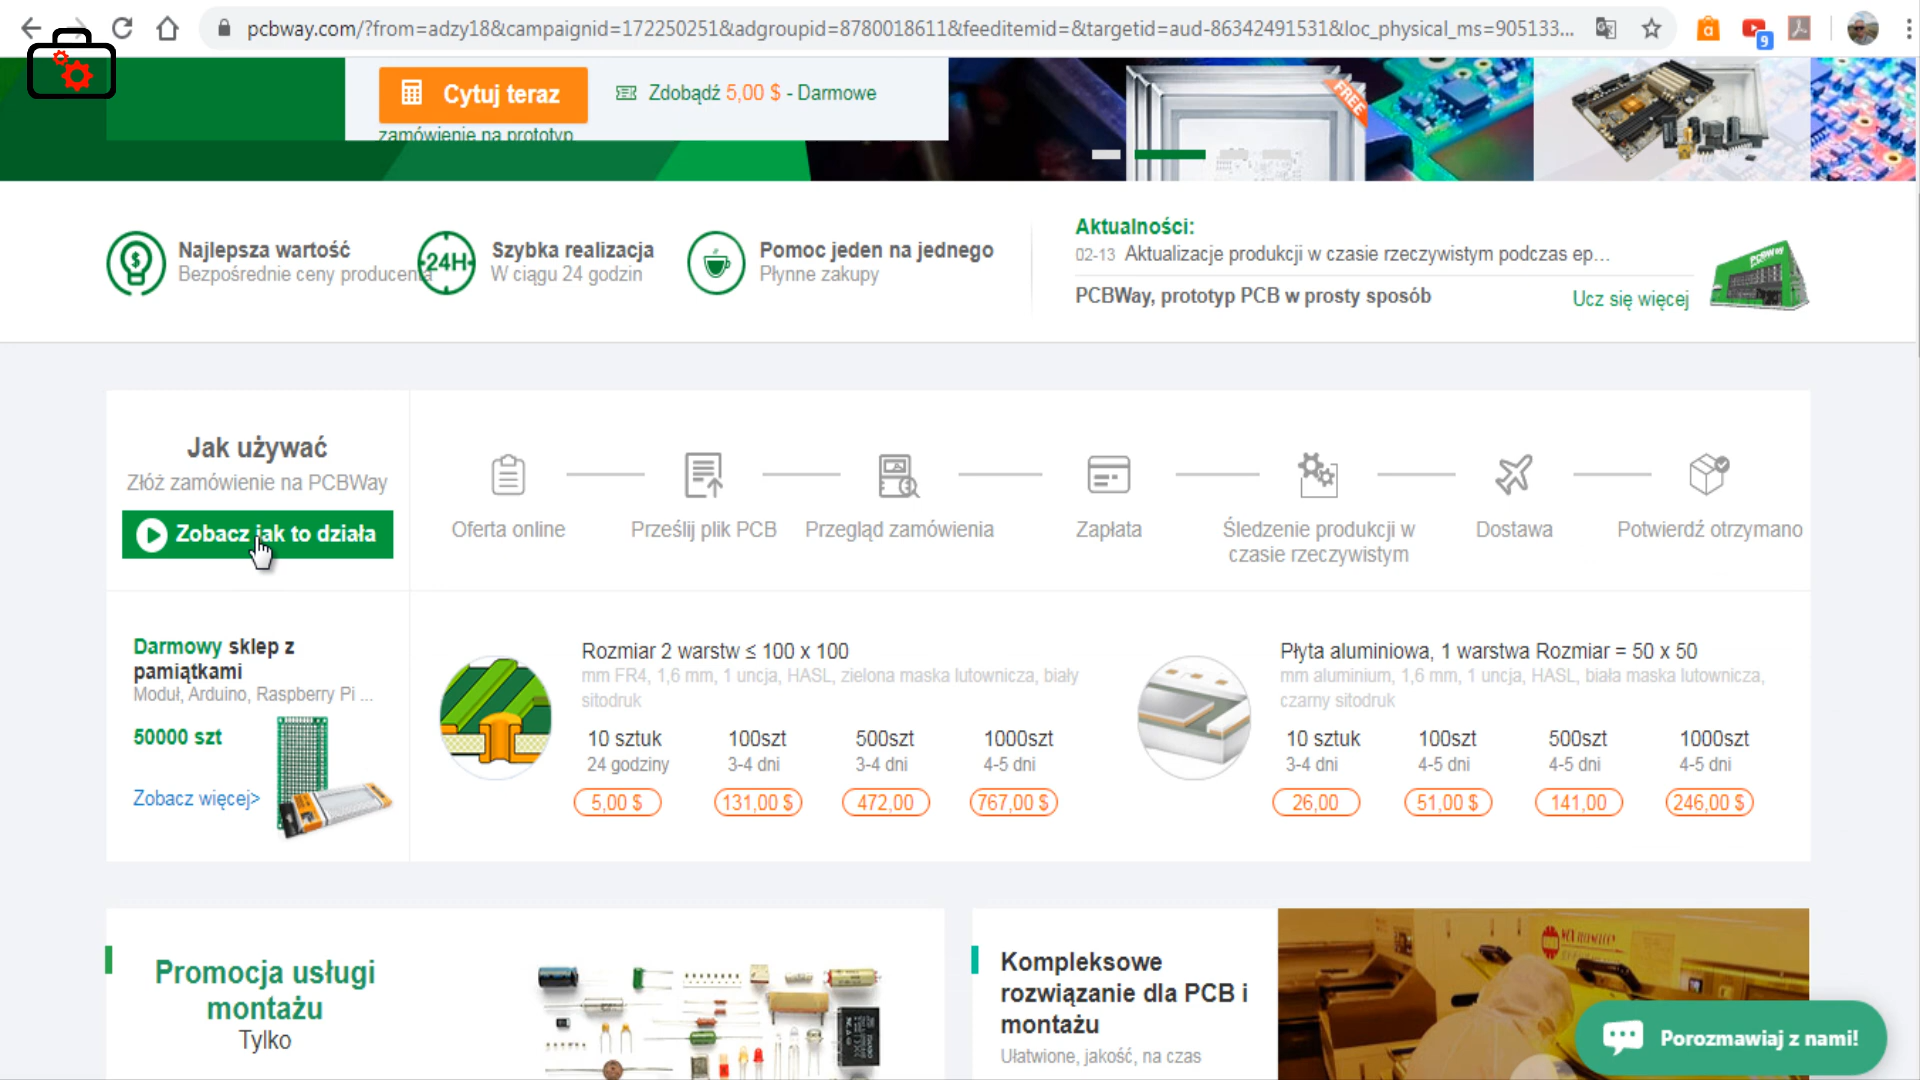 pcbway.com/?from=adzy18&campaignid=172250251&adgroupid=8780018611&feeditemid=&targetid=aud-86342491531&loc_physical_ms=905133...
9
Cytuj teraz
Zdobądź 5,00 $ - Darmowe
zamówienie na prototyp
FREE
Najlepsza wartość
Bezpośrednie ceny producenta
24H
Szybka realizacja
W ciągu 24 godzin
Pomoc jeden na jednego
Płynne zakupy
Aktualności:
02-13 Aktualizacje produkcji w czasie rzeczywistym podczas ep...
PCBWay, prototyp PCB w prosty sposób
Ucz się więcej
PCBWay
Jak używać
Złóż zamówienie na PCBWay
Zobacz jak to działa
Oferta online
Prześlij plik PCB
Przegląd zamówienia
Zapłata
Śledzenie produkcji w
czasie rzeczywistym
Dostawa
Potwierdź otrzymano
Darmowy sklep z
pamiątkami
Moduł, Arduino, Raspberry Pi ...
50000 szt
Zobacz więcej>
Rozmiar 2 warstw ≤ 100 x 100
mm FR4, 1,6 mm, 1 uncja, HASL, zielona maska lutownicza, biały
sitodruk
10 sztuk 100szt 500szt 1000szt
24 godziny 3-4 dni 3-4 dni 4-5 dni
5,00 $ 131,00 $ 472,00 767,00 $
Płyta aluminiowa, 1 warstwa Rozmiar = 50 x 50
mm aluminium, 1,6 mm, 1 uncja, HASL, biała maska lutownicza,
czarny sitodruk
10 sztuk 100szt 500szt 1000szt
3-4 dni 4-5 dni 4-5 dni 4-5 dni
26,00 51,00 $ 141,00 246,00 $
Promocja usługi
montażu
Tylko
Kompleksowe
rozwiązanie dla PCB i
montażu
Ułatwione, jakość, na czas
Porozmawiaj z nami!